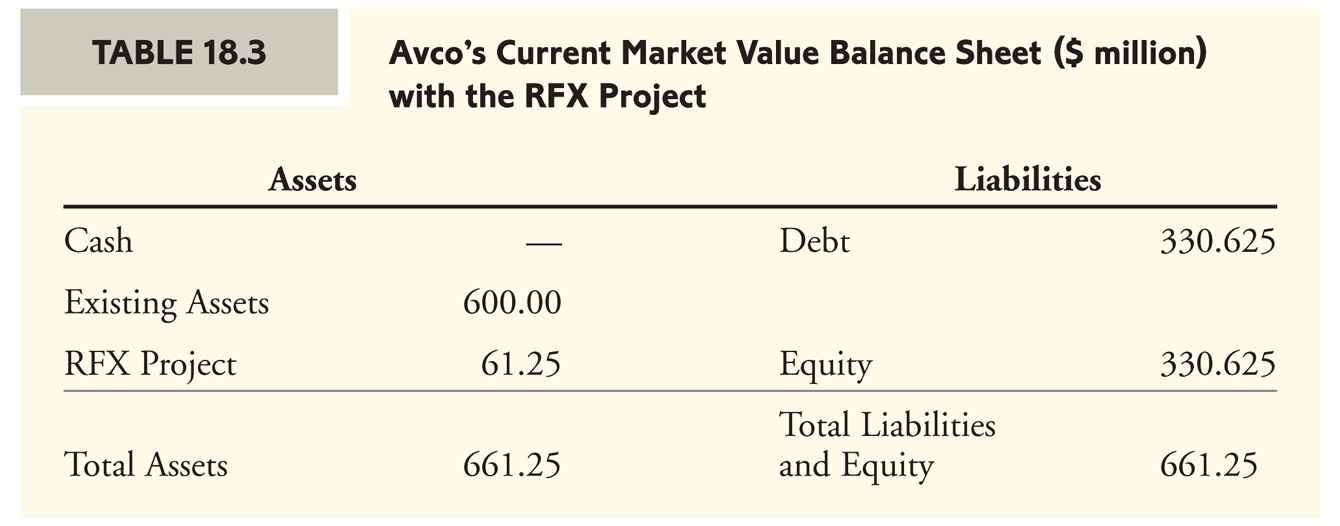 TABLE 18.3
Avco’s Current Market Value Balance Sheet ($ million)
with the RFX Project
Assets Liabilities
Cash — Debt 330.625
Existing Assets 600.00
RFX Project 61.25 Equity 330.625
Total Liabilities
Total Assets 661.25 and Equity 661.25